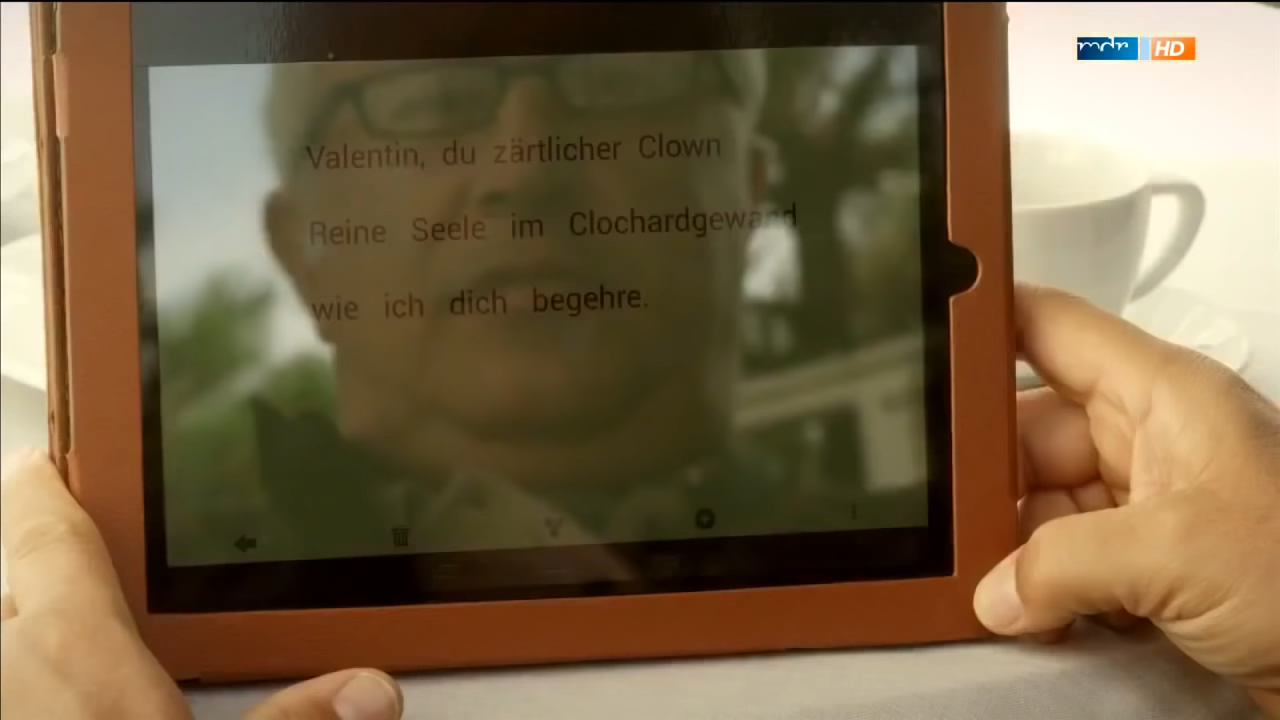 mdr HD
Valentin, du zärtlicher Clown
Reine Seele im Clochardgewand
wie ich dich begehre.